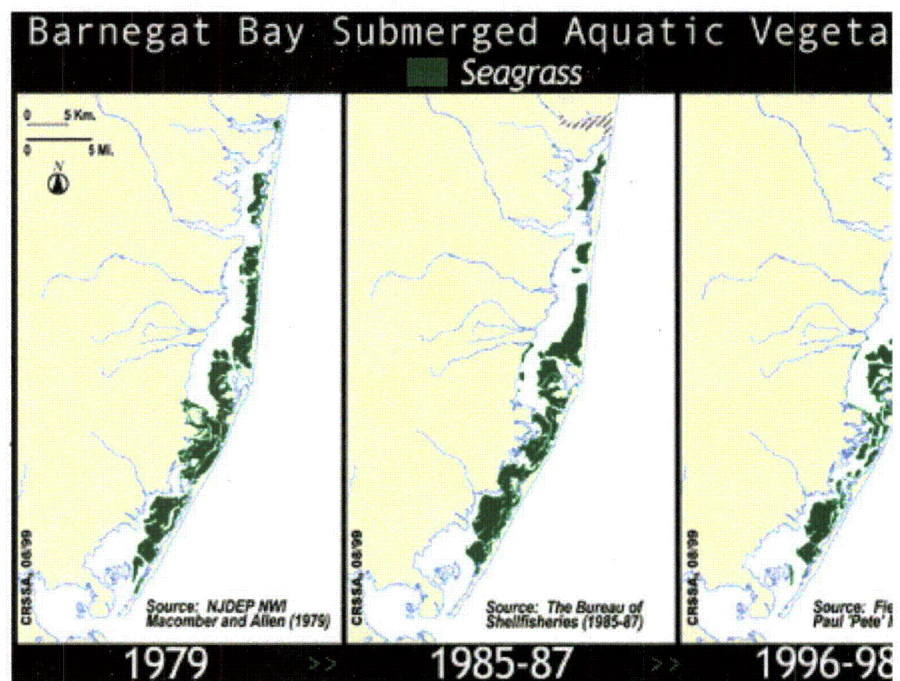 Barnegat Bay Submerged Aquatic Vegeta
Seagrass
0 5 Km.
0 5 Mi.
N
CRSSA, 08/99
Source: NJDEP NWI
Macomber and Allen (1979)
CRSSA, 08/99
Source: The Bureau of
Shellfisheries (1985-87)
CRSSA, 08/99
Source: Fie
Paul 'Pete'
1979 >> 1985-87 >> 1996-98